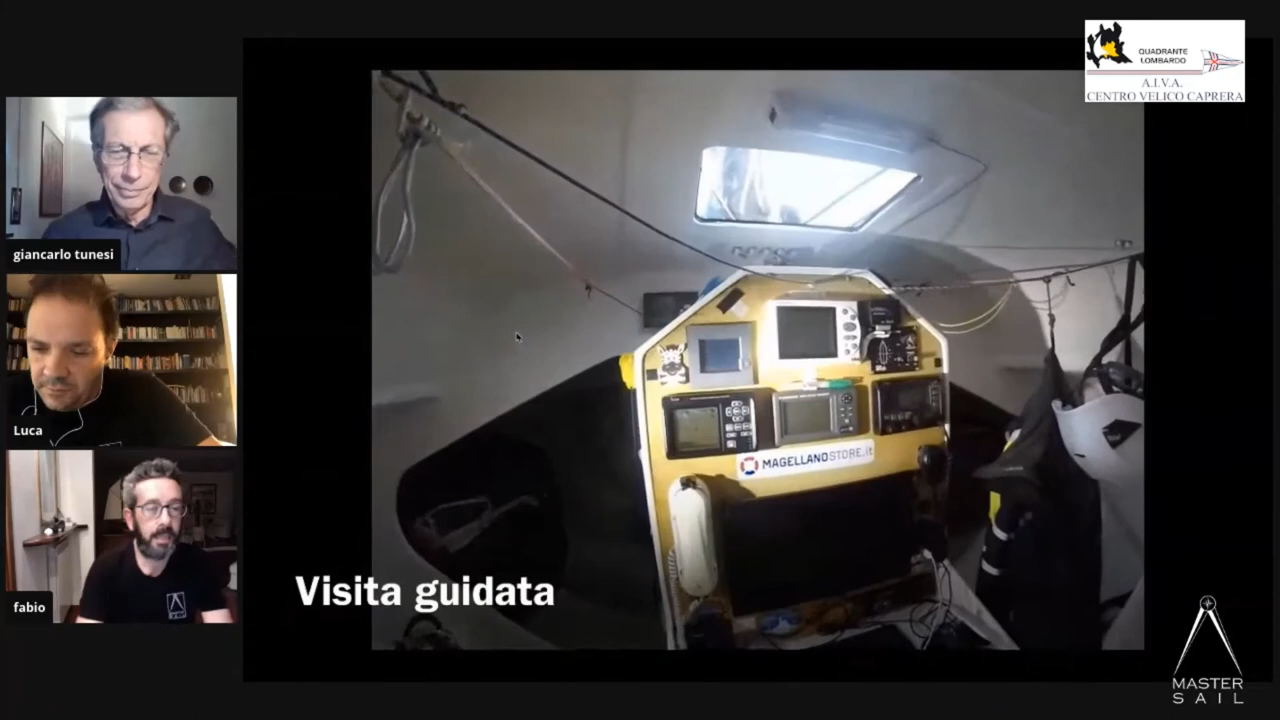 QUADRANTE
LOMBARDO
A.I.V.A.
CENTRO VELICO CAPRERA
giancarlo tunesi
Luca
fabio
MAGELLANOSTORE.it
Visita guidata
MASTER
SAIL